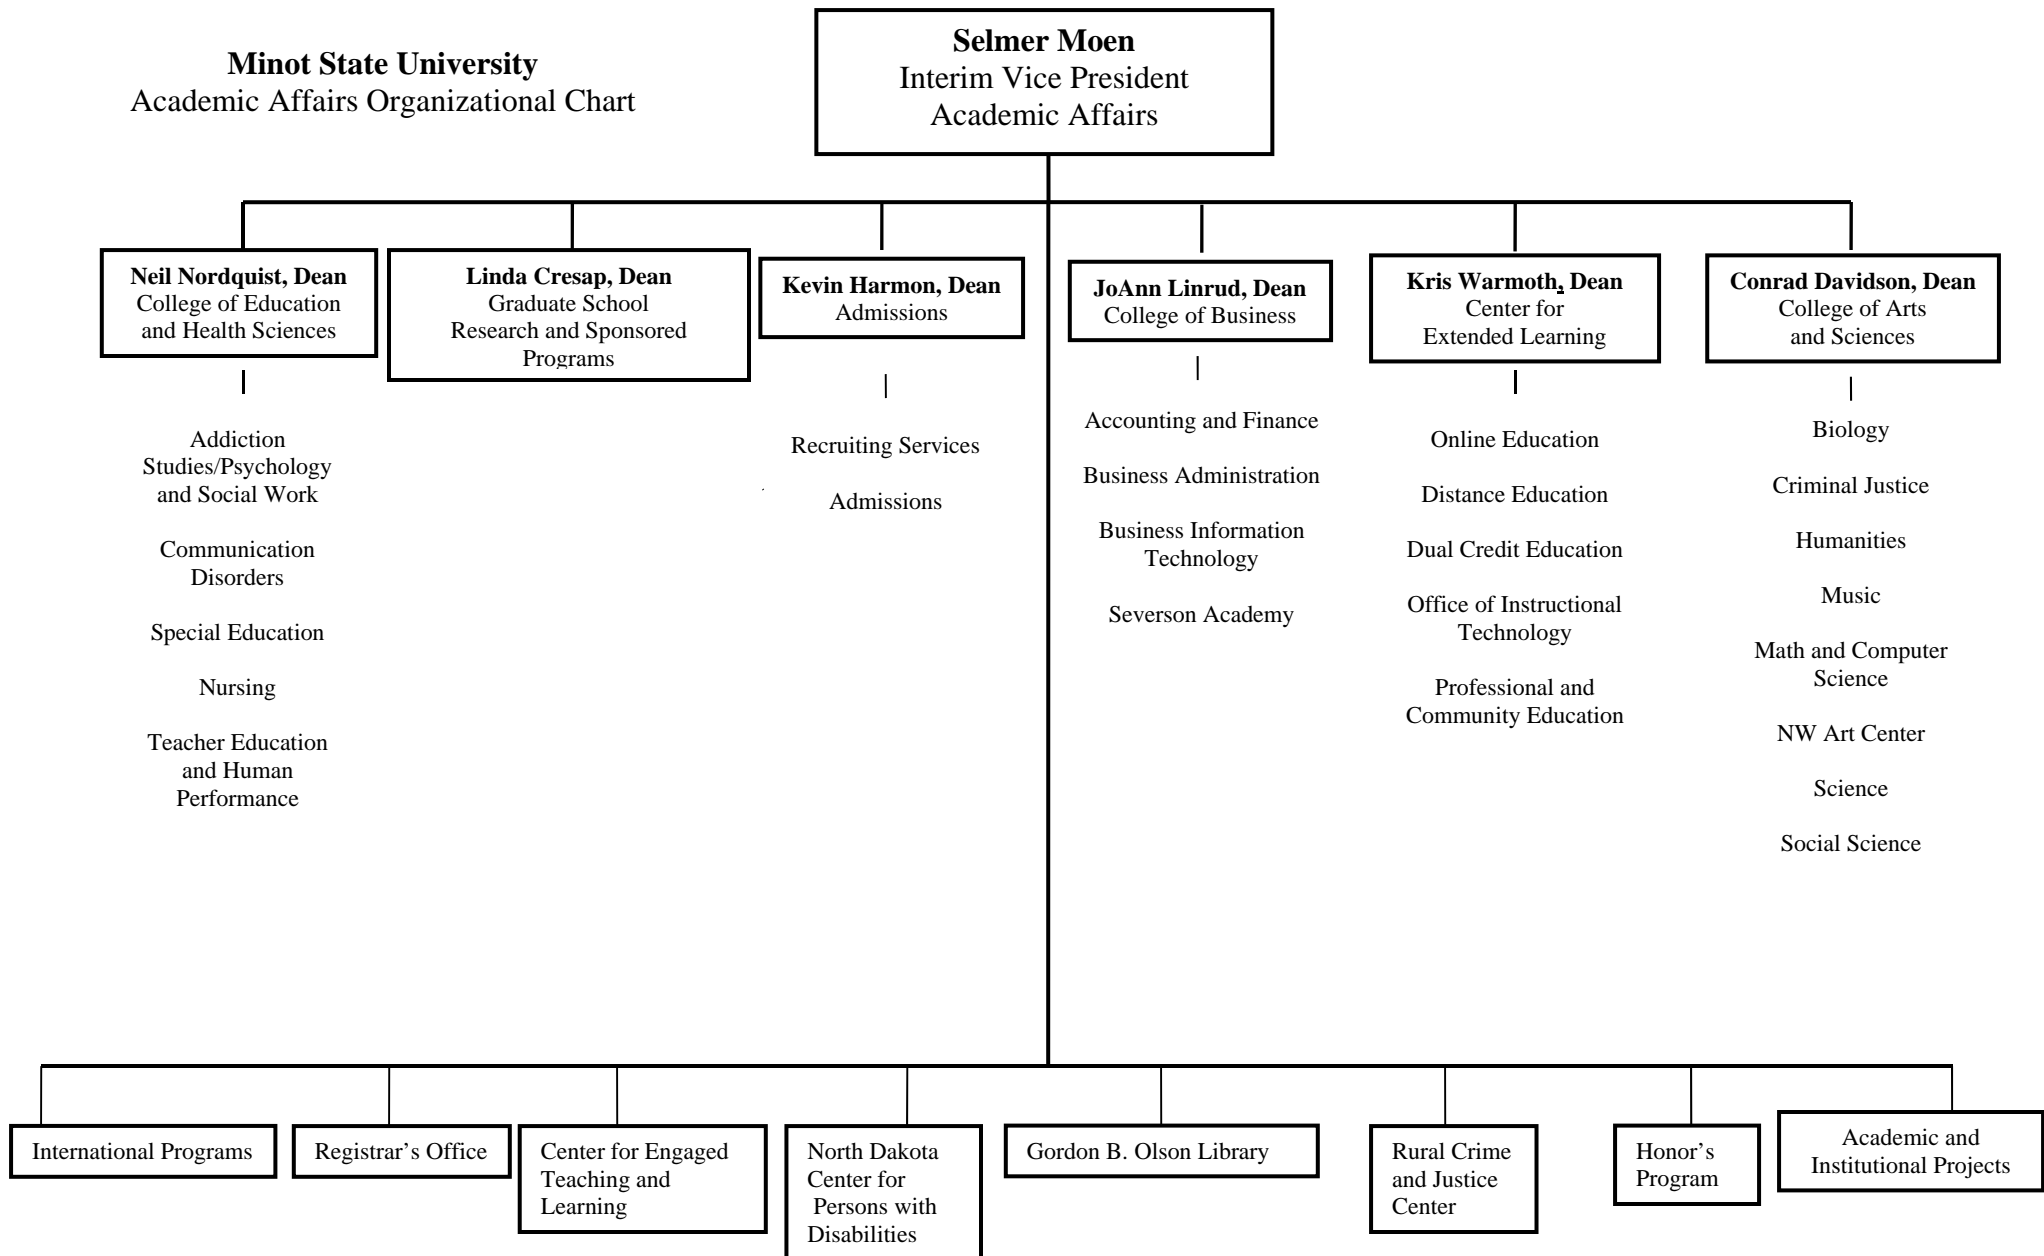 Minot State University
Academic Affairs Organizational Chart
Selmer Moen
Interim Vice President
Academic Affairs
Neil Nordquist, Dean
College of Education
and Health Sciences
Linda Cresap, Dean
Graduate School
Research and Sponsored
Programs
Kevin Harmon, Dean
Admissions
JoAnn Linrud, Dean
College of Business
Kris Warmoth, Dean
Center for
Extended Learning
Conrad Davidson, Dean
College of Arts
and Sciences
Addiction
Studies/Psychology
and Social Work
Communication
Disorders
Special Education
Nursing
Teacher Education
and Human
Performance
Recruiting Services
Admissions
Accounting and Finance
Business Administration
Business Information
Technology
Severson Academy
Online Education
Distance Education
Dual Credit Education
Office of Instructional
Technology
Professional and
Community Education
Biology
Criminal Justice
Humanities
Music
Math and Computer
Science
NW Art Center
Science
Social Science
International Programs
Registrar’s Office
Center for Engaged
Teaching and
Learning
North Dakota
Center for
Persons with
Disabilities
Gordon B. Olson Library
Rural Crime
and Justice
Center
Honor’s
Program
Academic and
Institutional Projects